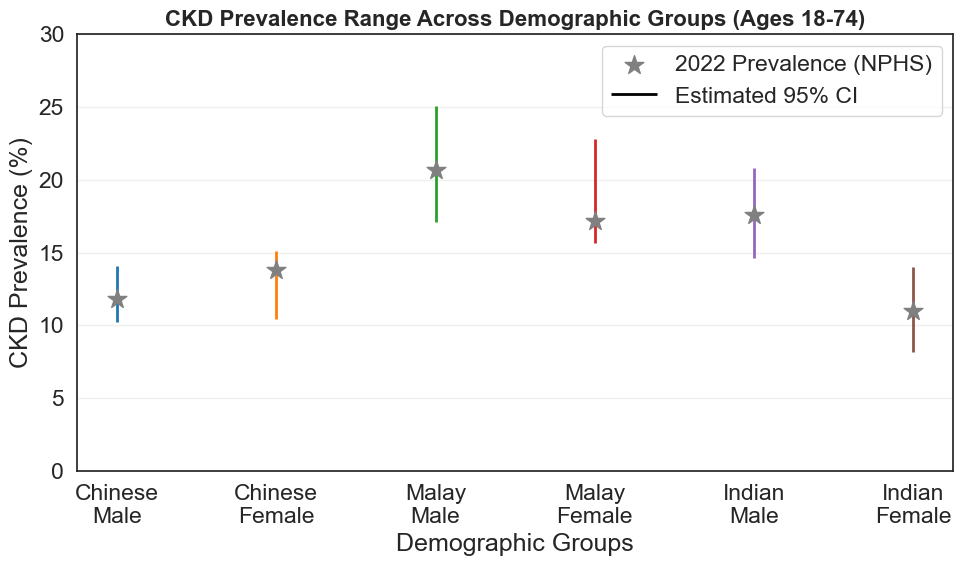 CKD Prevalence Range Across Demographic Groups (Ages 18-74)
30
25
20
15
10
5
0
CKD Prevalence (%)
2022 Prevalence (NPHS)
Estimated 95% CI
Chinese
Male
Chinese
Female
Malay
Male
Malay
Female
Indian
Male
Indian
Female
Demographic Groups